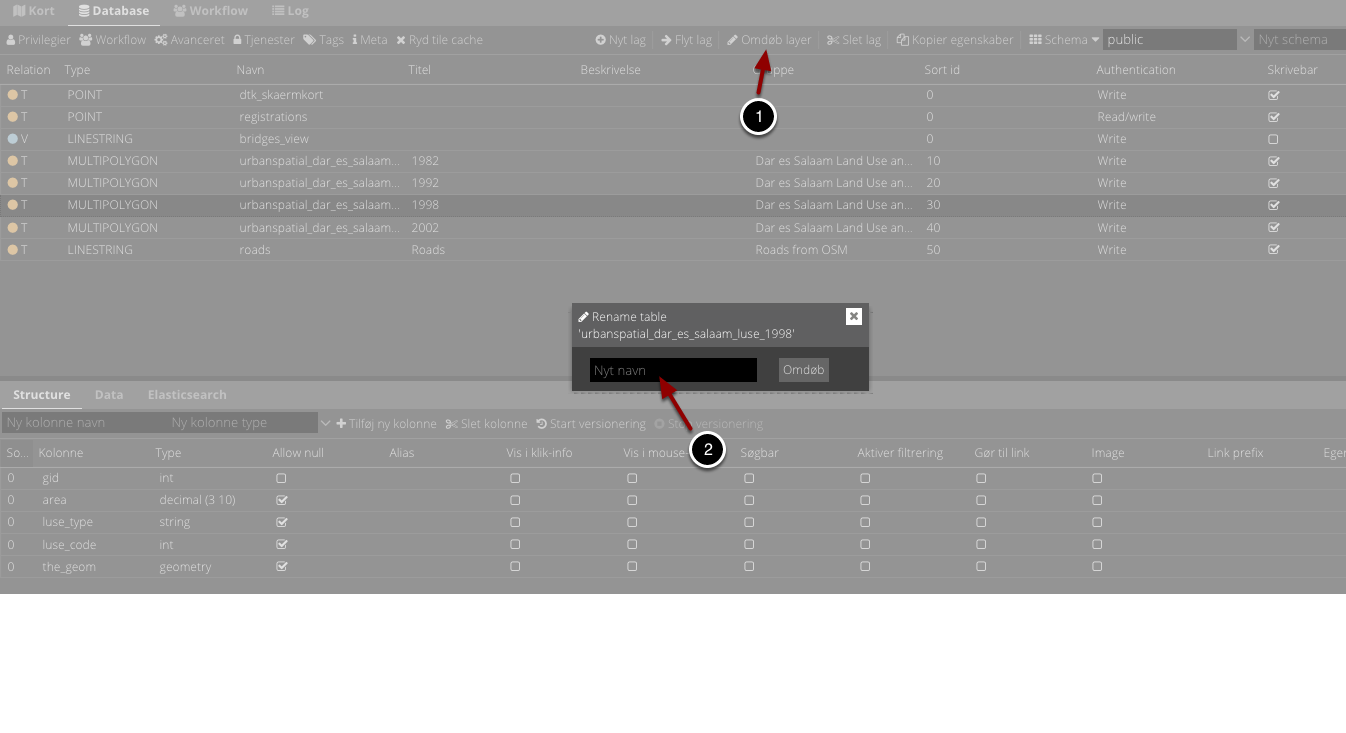 Kort Database Workflow Log
Privilegier Workflow Avanceret Tjenester Tags Meta Ryd tile cache Nyt lag Flyt lag Omdøb layer Slet lag Kopier egenskaber Schema public Nyt schema
Relation Type Navn Titel Beskrivelse Sort id Authentication Skrivebar
T POINT dtk_skaermkort 0 Write
T POINT registrations 0 Read/write
V LINESTRING bridges_view 0 Write
T MULTIPOLYGON urbanspatial_dar_es_salaam... 1982 Dar es Salaam Land Use an... 10 Write
T MULTIPOLYGON urbanspatial_dar_es_salaam... 1992 Dar es Salaam Land Use an... 20 Write
T MULTIPOLYGON urbanspatial_dar_es_salaam... 1998 Dar es Salaam Land Use an... 30 Write
T MULTIPOLYGON urbanspatial_dar_es_salaam... 2002 Dar es Salaam Land Use an... 40 Write
T LINESTRING roads Roads Roads from OSM 50 Write
1
Rename table
'urbanspatial_dar_es_salaam_luse_1998'
Nyt navn Omdøb
2
Structure Data Elasticsearch
Ny kolonne navn Ny kolonne type Tilføj ny kolonne Slet kolonne Start versionering versionering
So... Kolonne Type Allow null Alias Vis i klik-info Vis i mouse- Søgbar Aktiver filtrering Gør til link Image Link prefix Eger
0 gid int
0 area decimal (3 10)
0 luse_type string
0 luse_code int
0 the_geom geometry